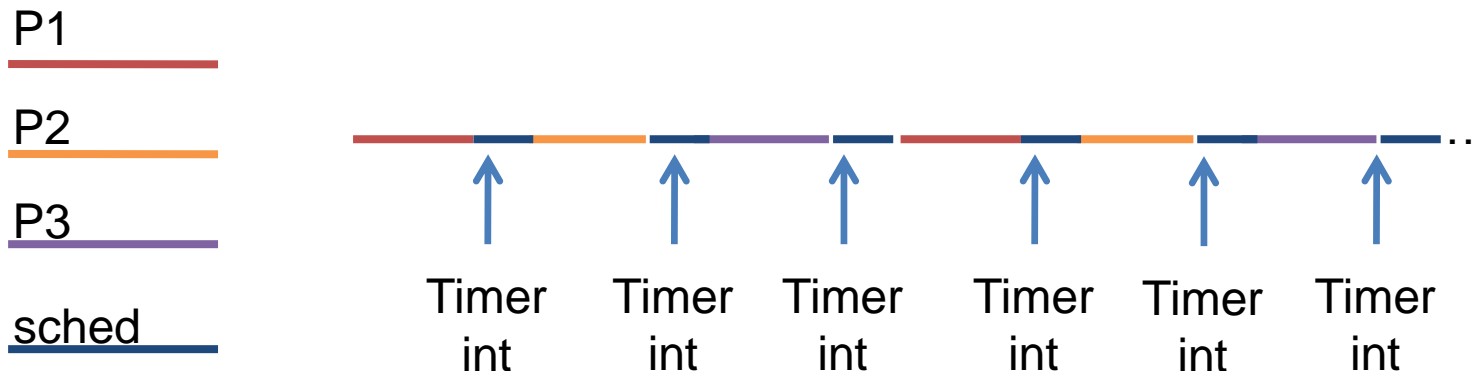 P1
P2
P3
sched
..
Timer
int
Timer
int
Timer
int
Timer
int
Timer
int
Timer
int